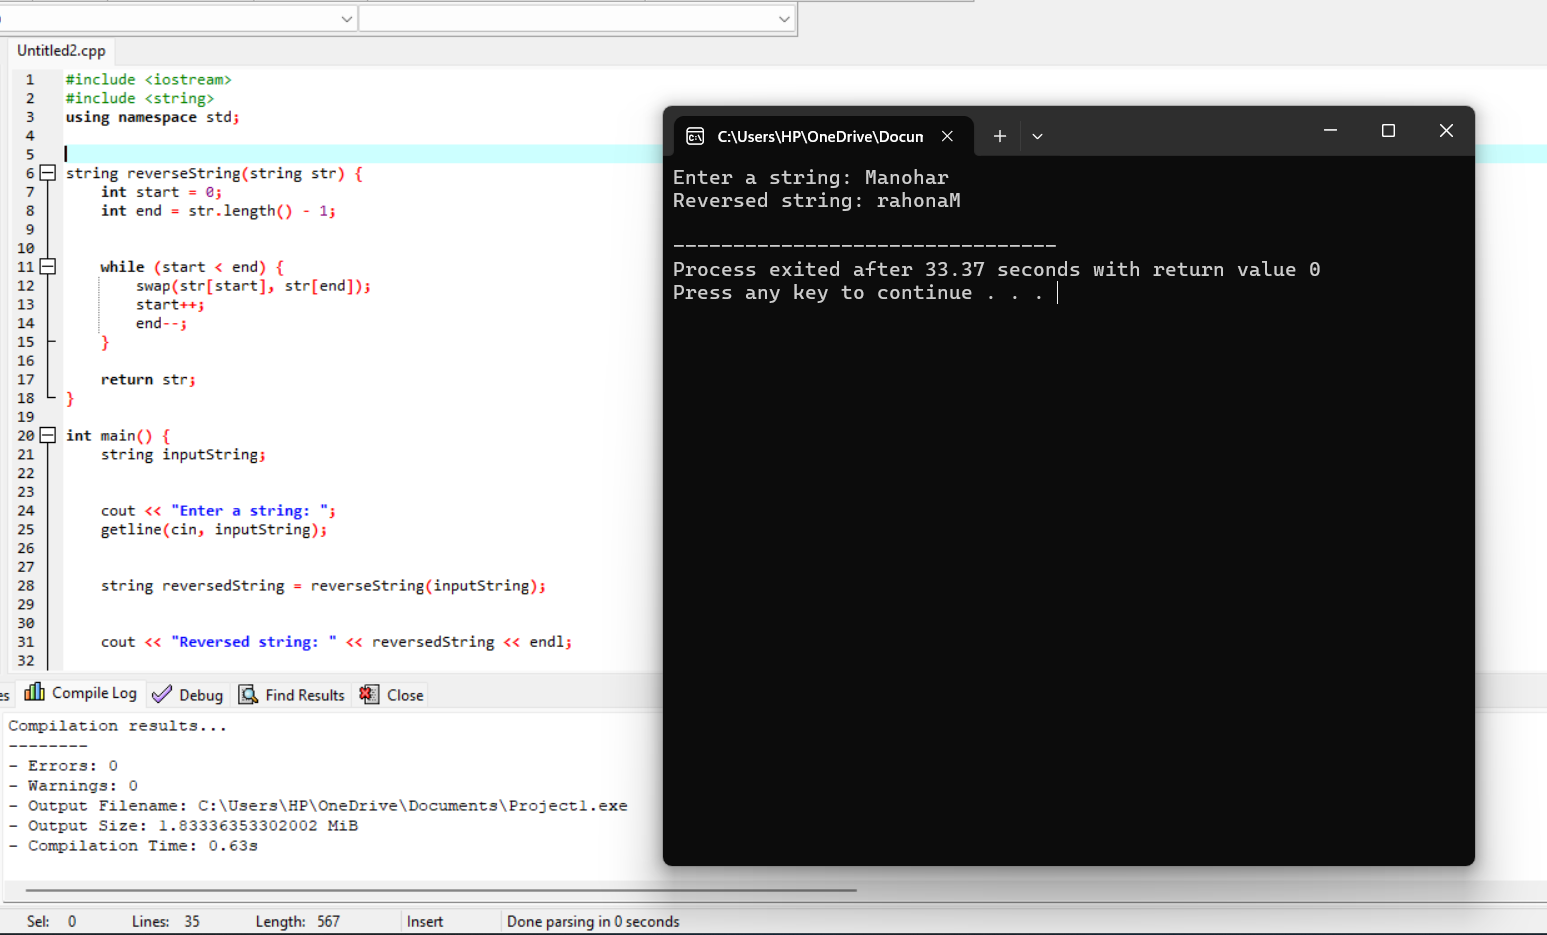 Untitled2.cpp
1 #include <iostream>
2 #include <string>
3 using namespace std;
4
5
6 string reverseString(string str) {
7     int start = 0;
8     int end = str.length() - 1;
9
10
11     while (start < end) {
12         swap(str[start], str[end]);
13         start++;
14         end--;
15     }
16
17     return str;
18 }
19
20 int main() {
21     string inputString;
22
23
24     cout << "Enter a string: ";
25     getline(cin, inputString);
26
27
28     string reversedString = reverseString(inputString);
29
30
31     cout << "Reversed string: " << reversedString << endl;
32
C:\Users\HP\OneDrive\Docum
Enter a string: Manohar
Reversed string: rahonaM
--------------------------------
Process exited after 33.37 seconds with return value 0
Press any key to continue . . .
es Compile Log Debug Find Results Close
Compilation results...
--------
- Errors: 0
- Warnings: 0
- Output Filename: C:\Users\HP\OneDrive\Documents\Project1.exe
- Output Size: 1.83336353302002 MiB
- Compilation Time: 0.63s
Sel: 0 Lines: 35 Length: 567 Insert Done parsing in 0 seconds